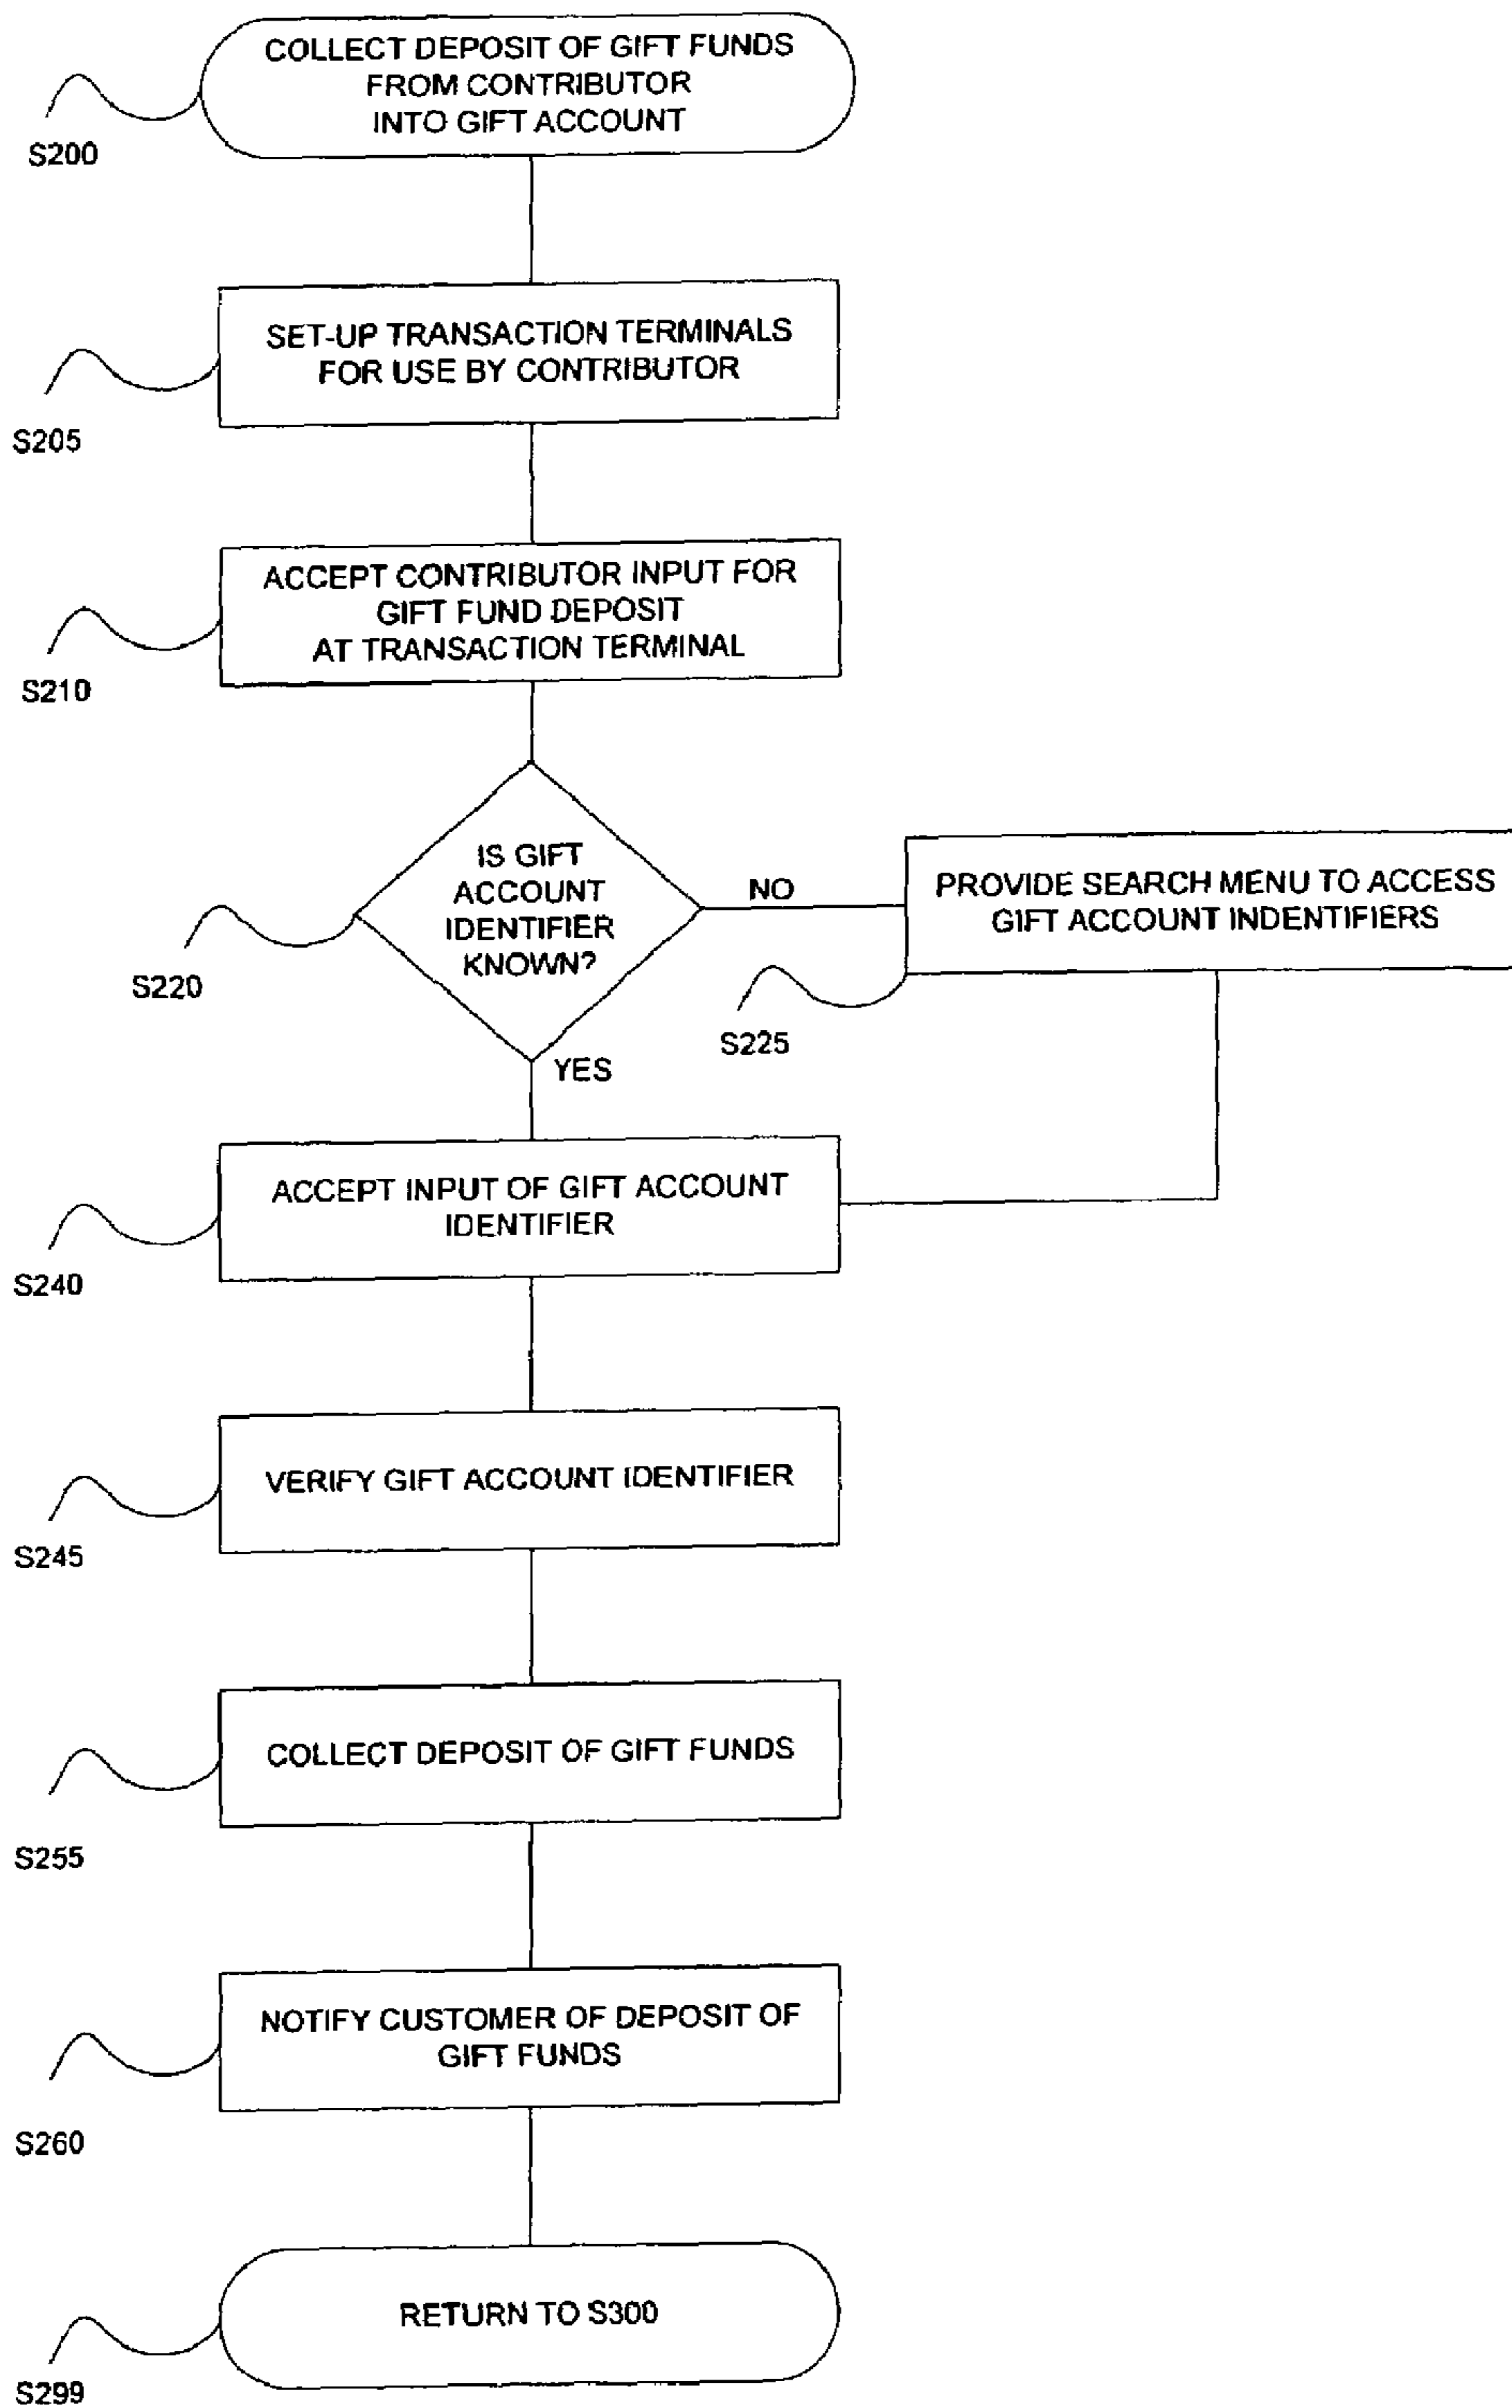 COLLECT DEPOSIT OF GIFT FUNDS
FROM CONTRIBUTOR
INTO GIFT ACCOUNT
S200
SET-UP TRANSACTION TERMINALS
FOR USE BY CONTRIBUTOR
S205
ACCEPT CONTRIBUTOR INPUT FOR
GIFT FUND DEPOSIT
AT TRANSACTION TERMINAL
S210
IS GIFT
ACCOUNT
IDENTIFIER
KNOWN?
S220
NO
PROVIDE SEARCH MENU TO ACCESS
GIFT ACCOUNT INDENTIFIERS
S225
YES
ACCEPT INPUT OF GIFT ACCOUNT
IDENTIFIER
S240
VERIFY GIFT ACCOUNT IDENTIFIER
S245
COLLECT DEPOSIT OF GIFT FUNDS
S255
NOTIFY CUSTOMER OF DEPOSIT OF
GIFT FUNDS
S260
RETURN TO S300
S299